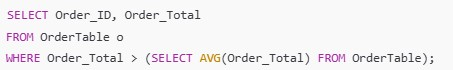 SELECT Order_ID, Order_Total
FROM OrderTable o
WHERE Order_Total > (SELECT AVG(Order_Total) FROM OrderTable);